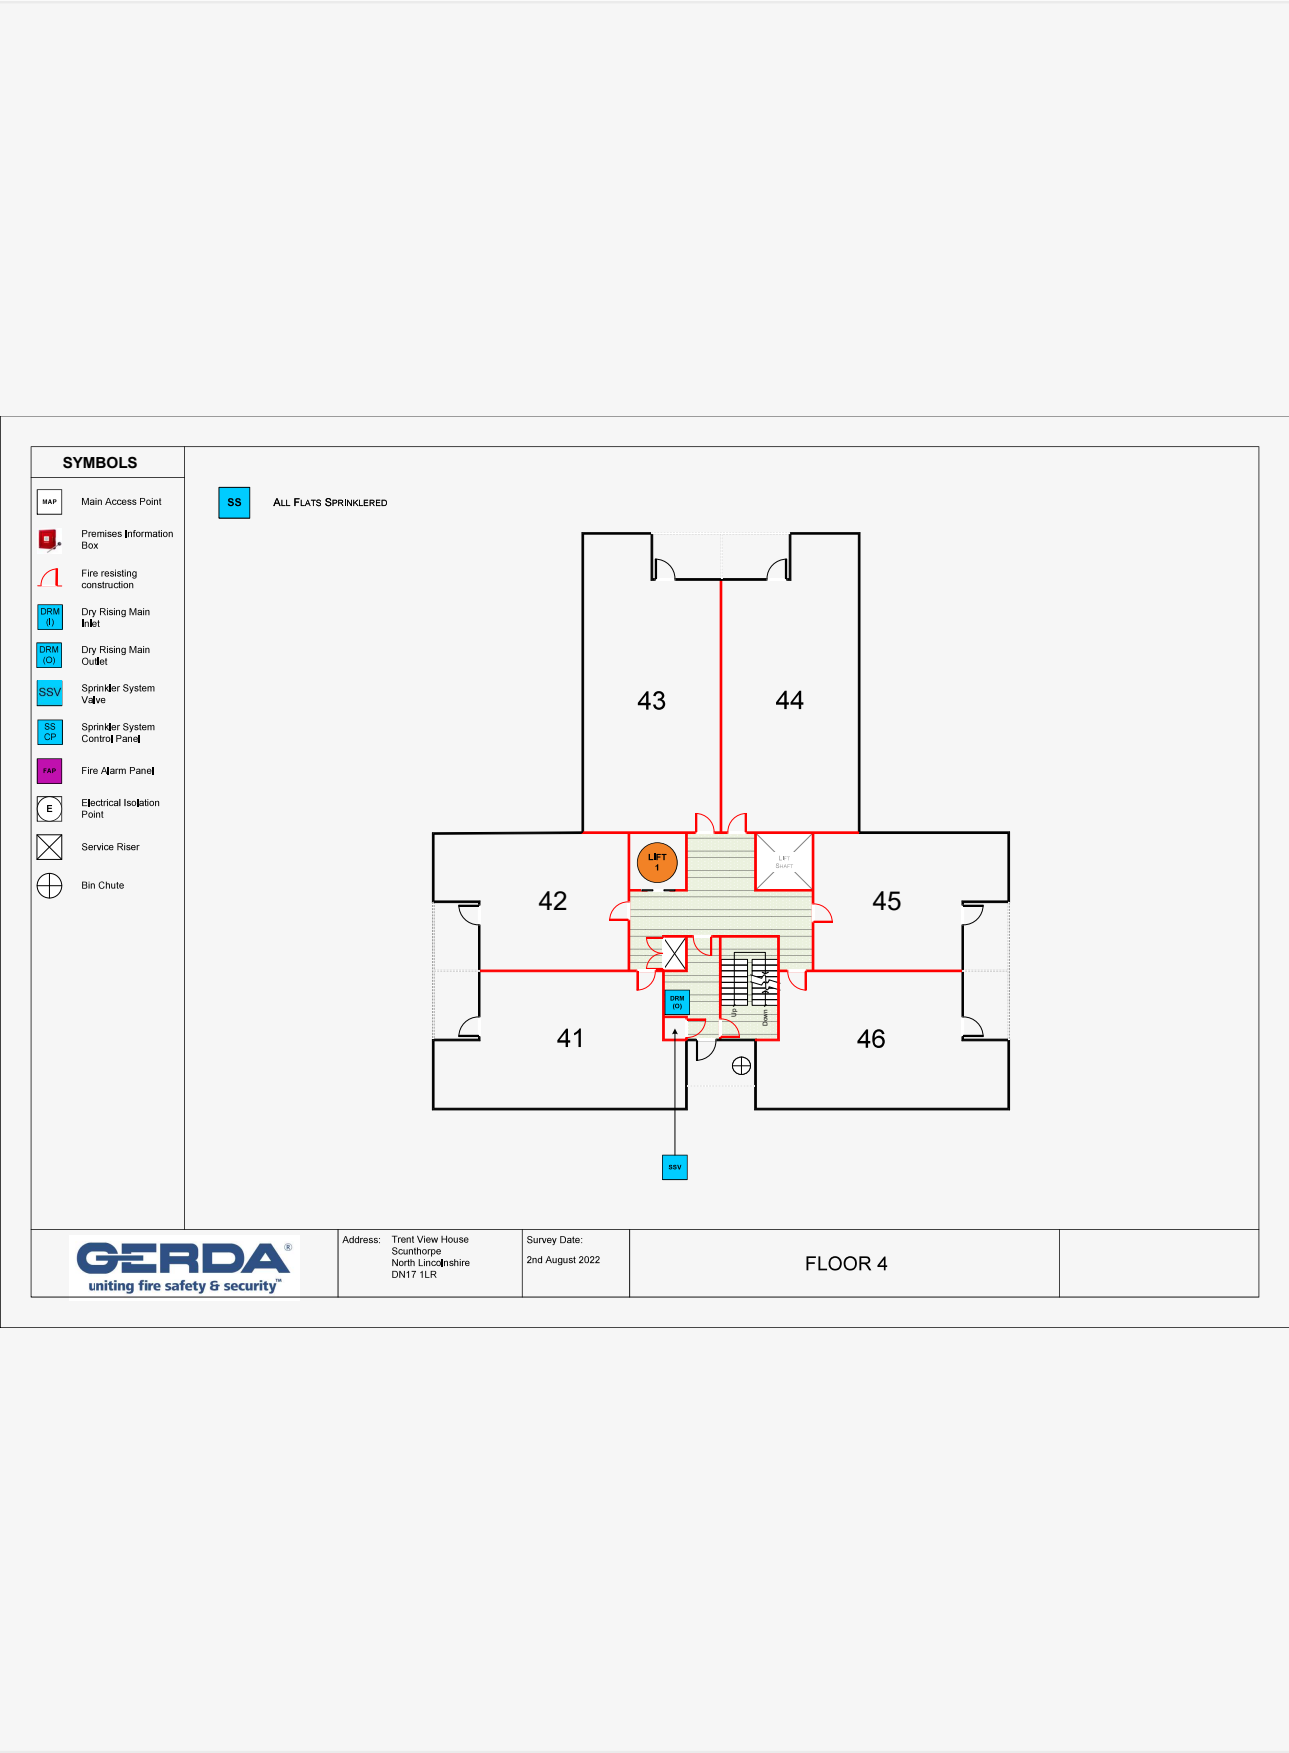 SYMBOLS
MAP
Main Access Point
Premises Information
Box
Fire resisting
construction
DRM
(I)
Dry Rising Main
Inlet
DRM
(O)
Dry Rising Main
Outlet
SSV
Sprinkler System
Valve
SS
CP
Sprinkler System
Control Panel
FAP
Fire Alarm Panel
E
Electrical Isolation
Point
Service Riser
Bin Chute
SS
ALL FLATS SPRINKLERED
43
44
LIFT
1
LIFT
SHAFT
42
45
DRM
(O)
Up
Down
41
46
SSV
GERDA®
uniting fire safety & security™
Address:
Trent View House
Scunthorpe
North Lincolnshire
DN17 1LR
Survey Date:
2nd August 2022
FLOOR 4